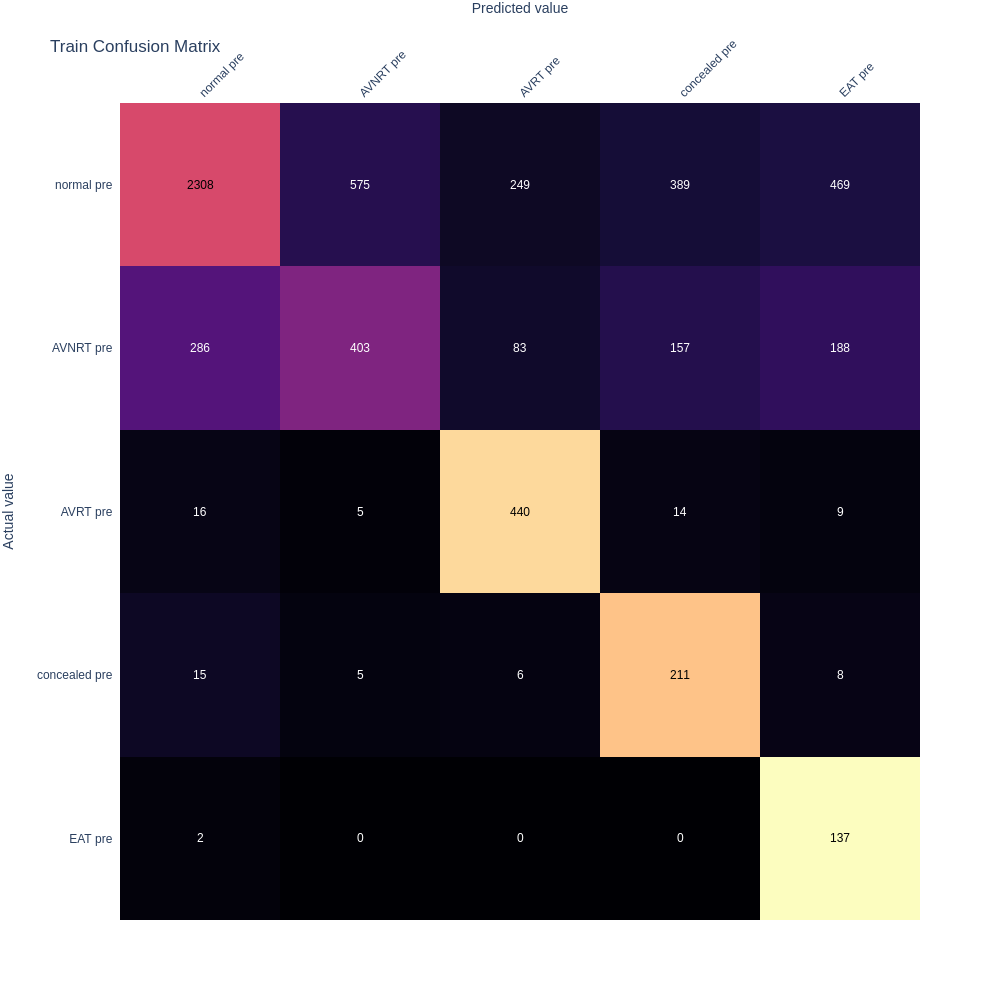 Predicted value
Train Confusion Matrix
normal pre AVNRT pre AVRT pre concealed pre EAT pre
normal pre 2308 575 249 389 469
AVNRT pre 286 403 83 157 188
AVRT pre 16 5 440 14 9
concealed pre 15 5 6 211 8
EAT pre 2 0 0 0 137
Actual value